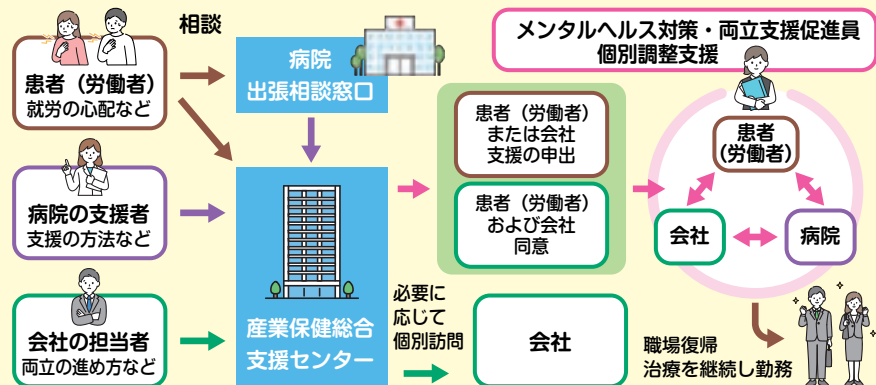 相談
患者（労働者）
就労の心配など
病院の支援者
支援の方法など
会社の担当者
両立の進め方など
病院
出張相談窓口
産業保健総合
支援センター
患者（労働者）
または会社
支援の申出
患者（労働者）
および会社
同意
必要に
応じて
個別訪問
会社
メンタルヘルス対策・両立支援促進員
個別調整支援
患者
（労働者）
会社
病院
職場復帰
治療を継続し勤務